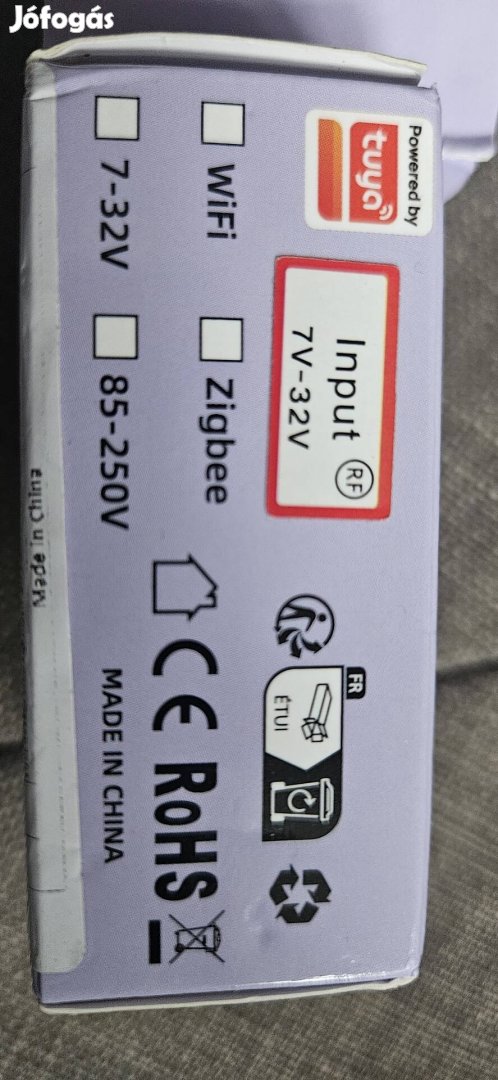 Jófogás
Powered by
tuya
Input
7V-32V
RF
WiFi
Zigbee
7-32V
85-250V
FR
ÉTUI
CE RoHS
MADE IN CHINA
Made In China